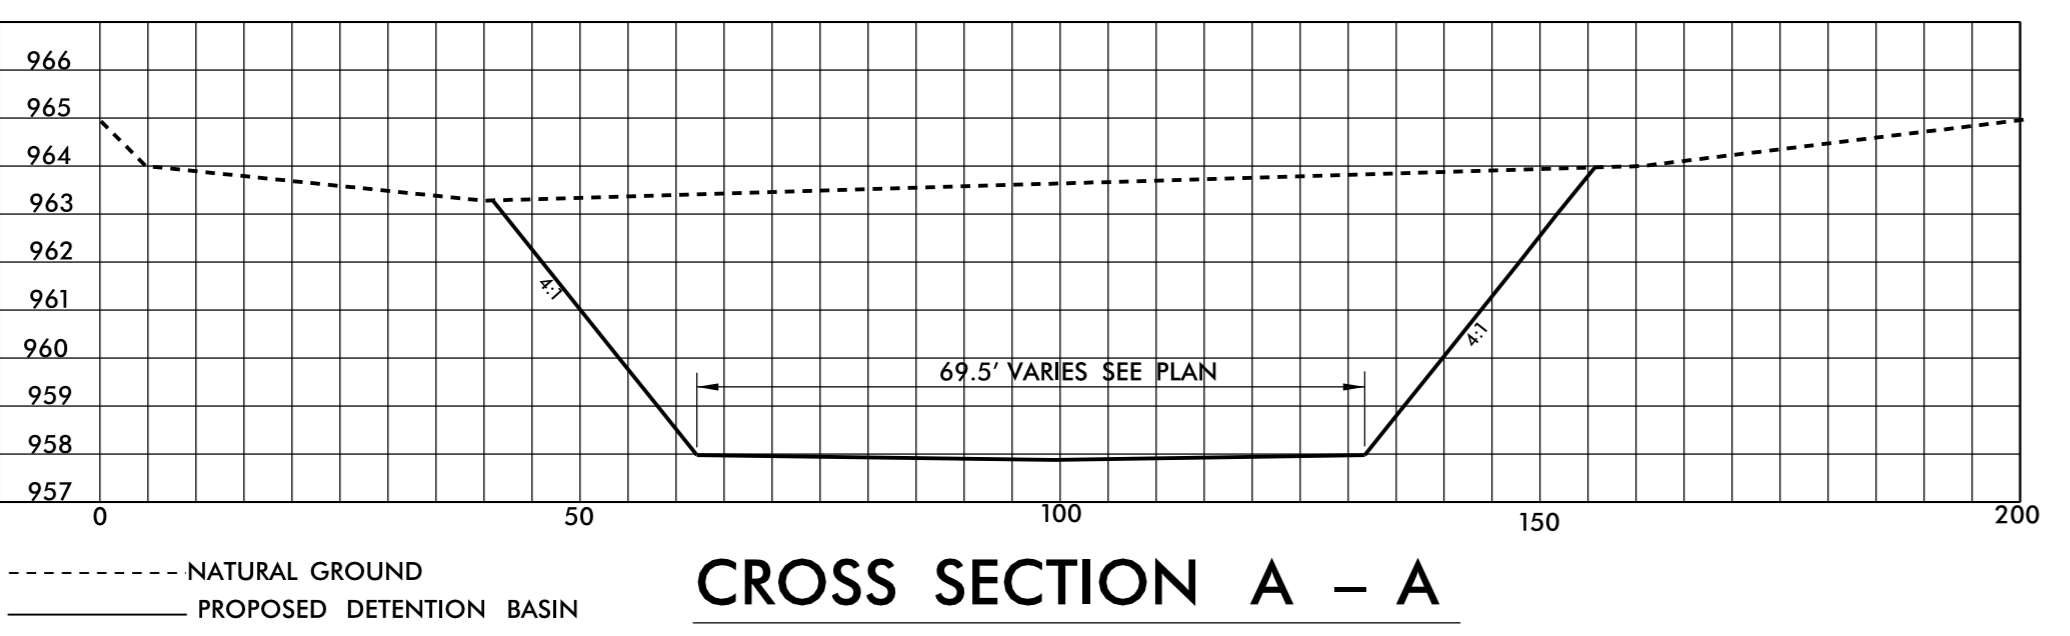 966
965
964
963
962
961
960
959
958
957
4:1
4:1
69.5' VARIES SEE PLAN
0 50 100 150 200
NATURAL GROUND
PROPOSED DETENTION BASIN
CROSS SECTION A – A